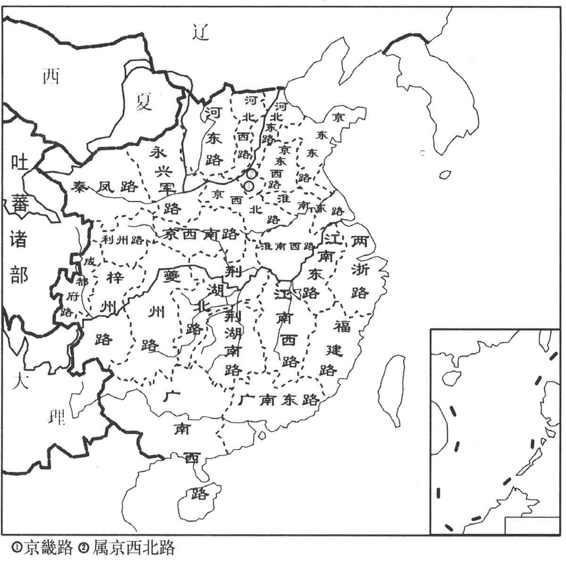 辽
西夏
吐蕃诸部
大理
河东路
河北西路
河北东路
京东东路
京东西路
永兴军路
秦凤路
京西北路
淮南东路
利州路
京西南路
淮南西路
江南东路
两浙路
成都府路
梓州路
夔州路
荆湖北路
荆湖南路
江南西路
福建路
广南东路
广南西路
①
②
①京畿路 ②属京西北路